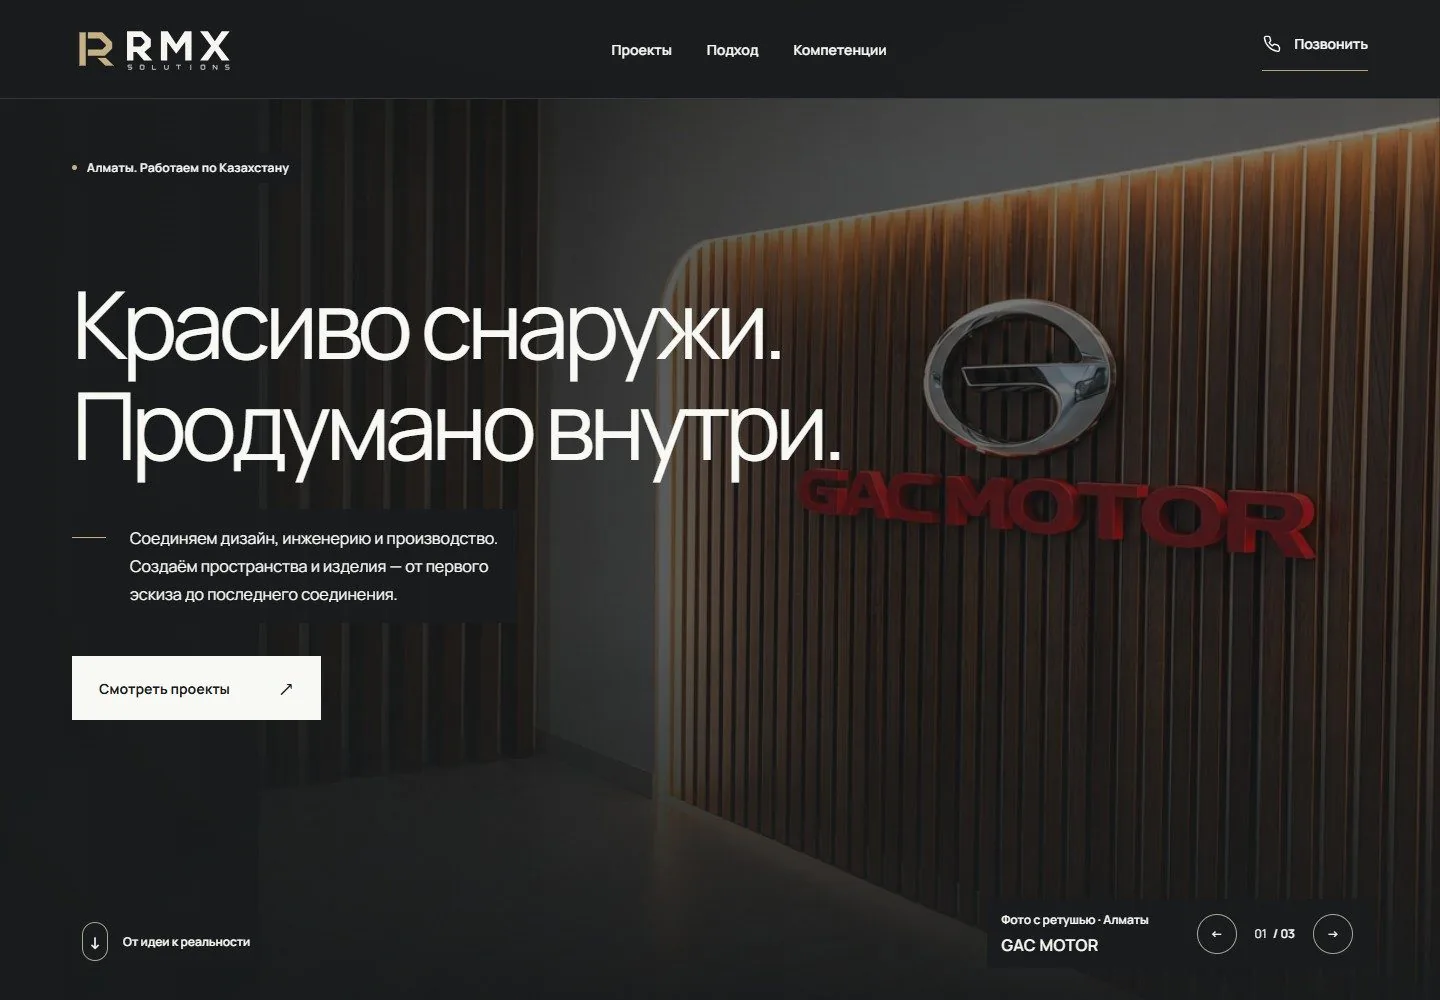 RMX
SOLUTIONS
Проекты
Подход
Компетенции
Позвонить
Алматы. Работаем по Казахстану
Красиво снаружи.
Продумано внутри.
GAC MOTOR
Соединяем дизайн, инженерию и производство.
Создаём пространства и изделия — от первого
эскиза до последнего соединения.
Смотреть проекты ↗
От идеи к реальности
Фото с ретушью · Алматы
GAC MOTOR
01 / 03